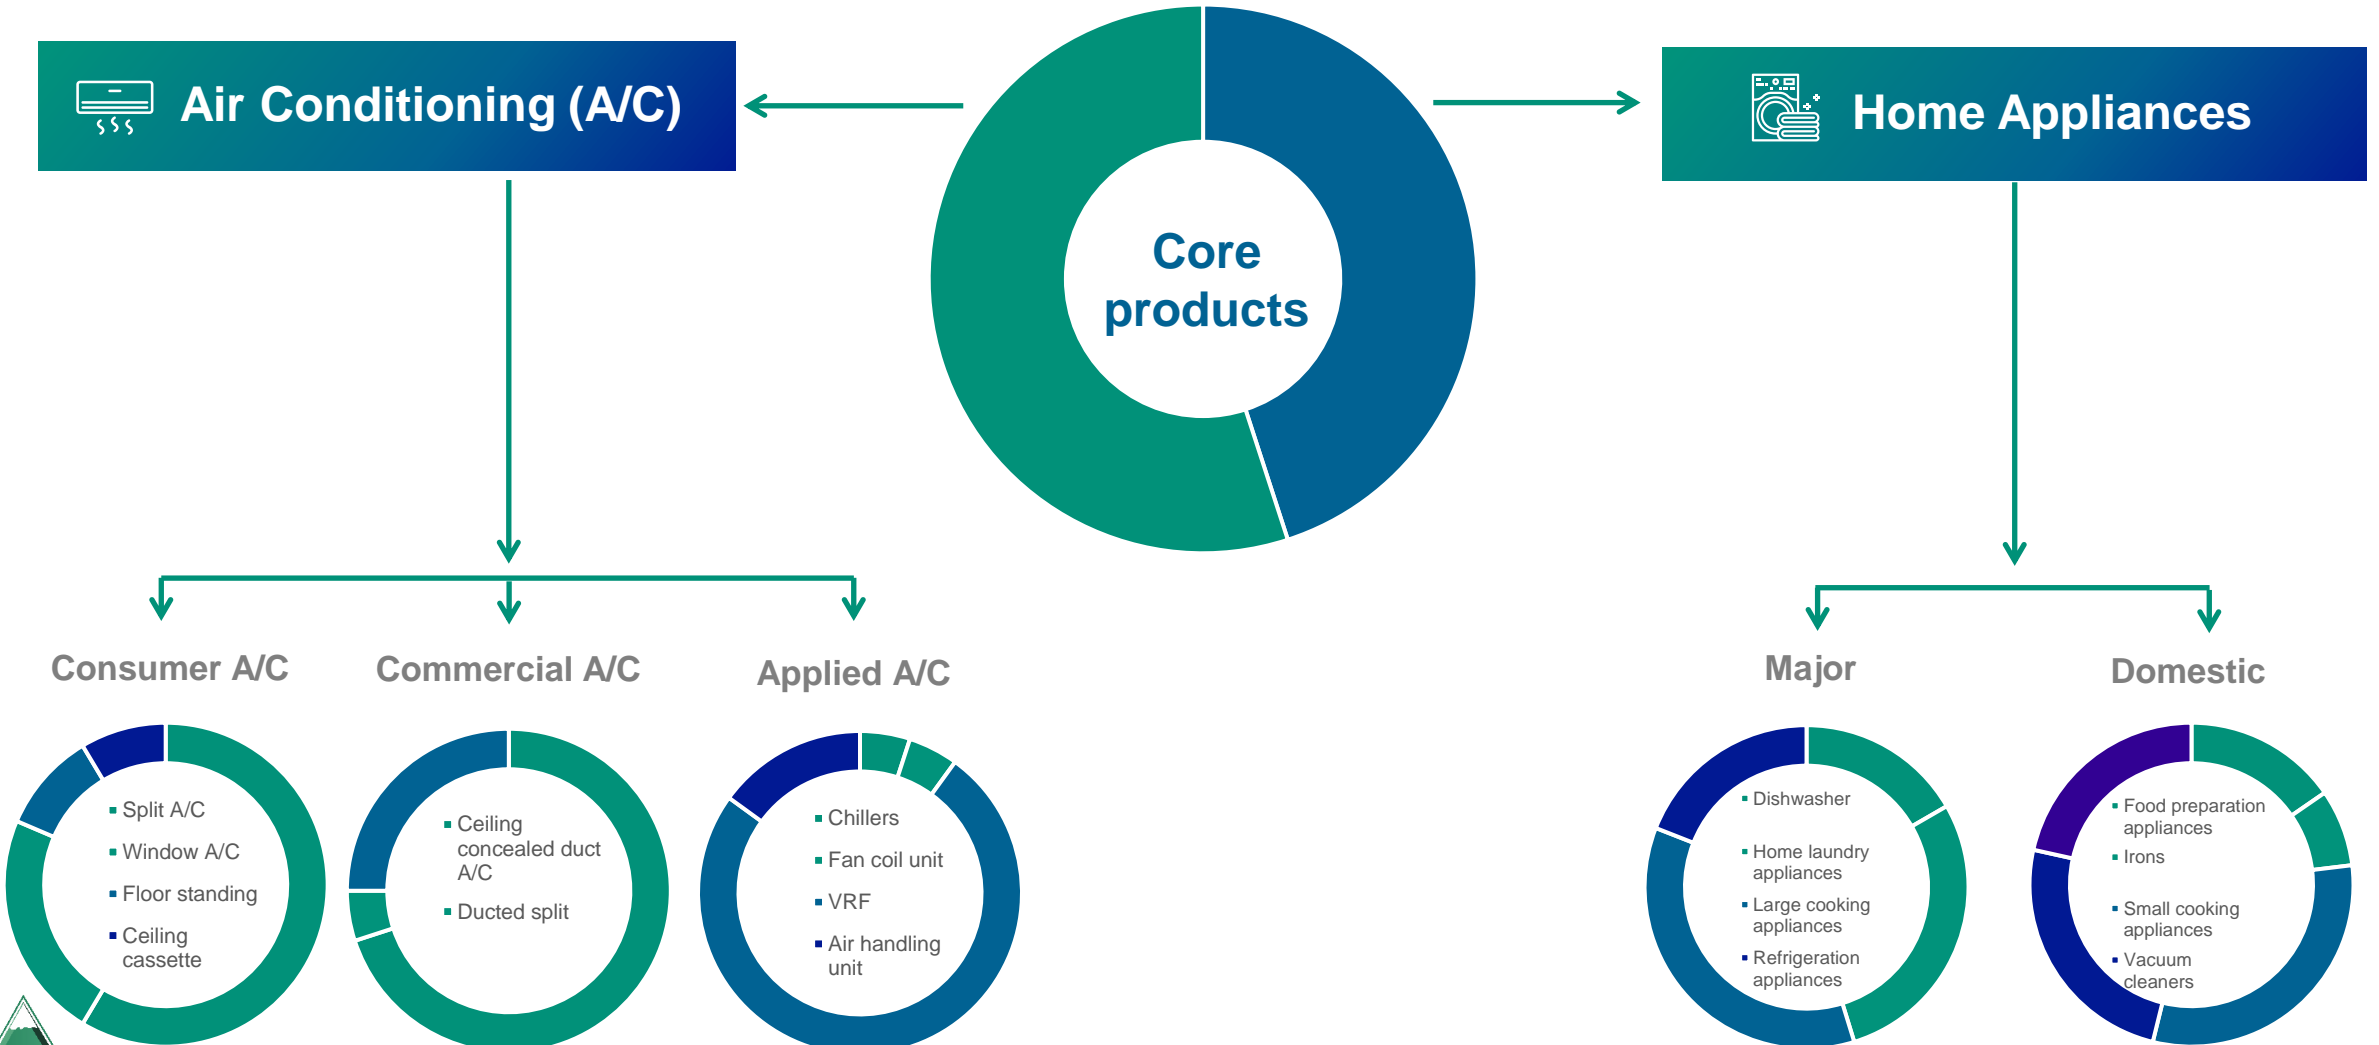 Air Conditioning (A/C)
Core
products
Home Appliances
Consumer A/C
Split A/C
Window A/C
Floor standing
Ceiling
cassette
Commercial A/C
Ceiling
concealed duct
A/C
Ducted split
Applied A/C
Chillers
Fan coil unit
VRF
Air handling
unit
Major
Dishwasher
Home laundry
appliances
Large cooking
appliances
Refrigeration
appliances
Domestic
Food preparation
appliances
Irons
Small cooking
appliances
Vacuum
cleaners